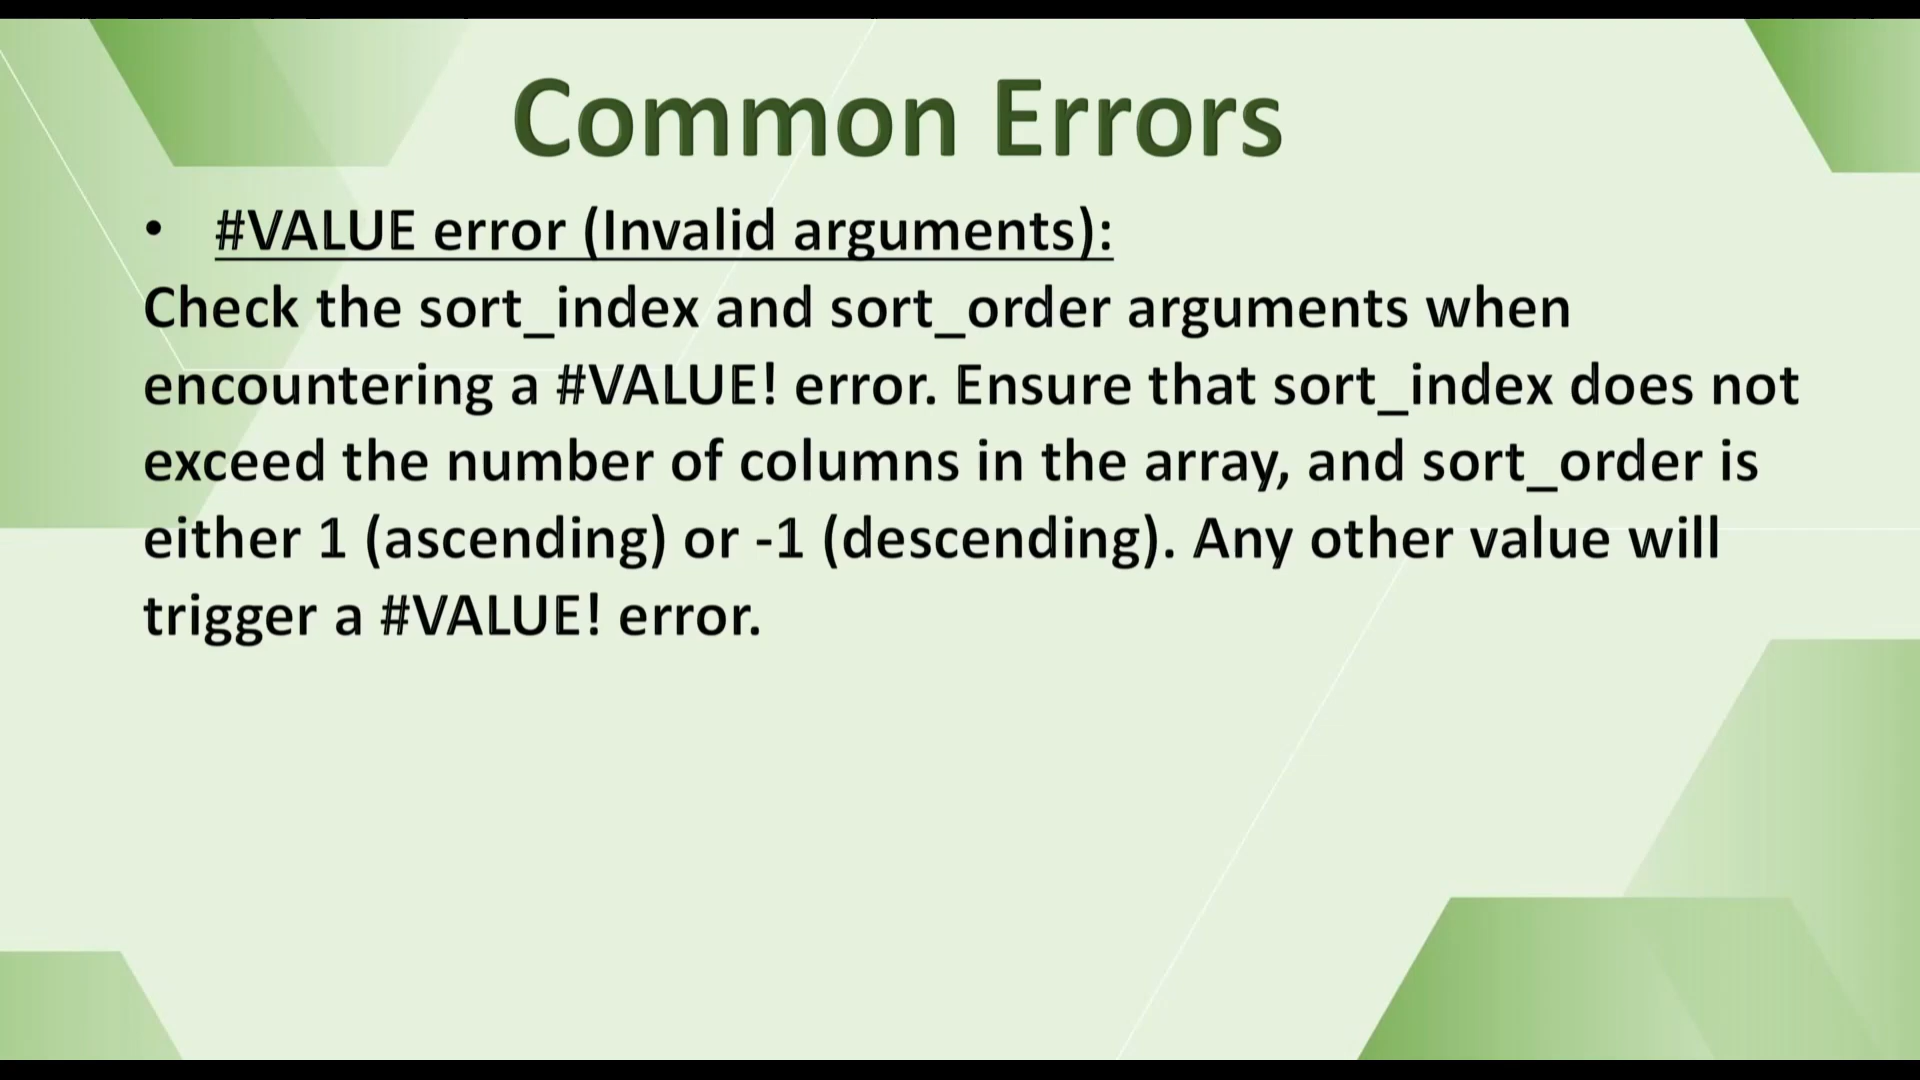 Common Errors
• #VALUE error (Invalid arguments):
Check the sort_index and sort_order arguments when
encountering a #VALUE! error. Ensure that sort_index does not
exceed the number of columns in the array, and sort_order is
either 1 (ascending) or -1 (descending). Any other value will
trigger a #VALUE! error.